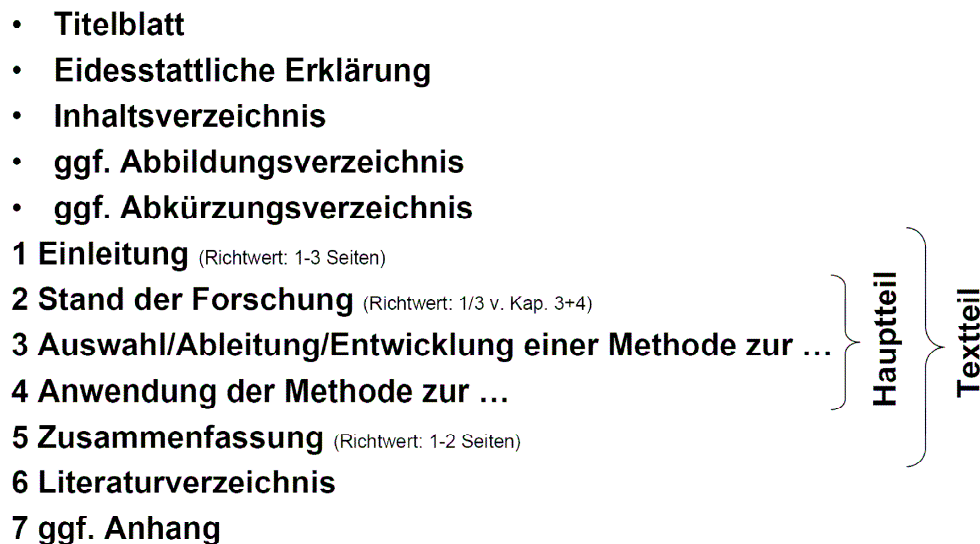 • Titelblatt
• Eidesstattliche Erklärung
• Inhaltsverzeichnis
• ggf. Abbildungsverzeichnis
• ggf. Abkürzungsverzeichnis
1 Einleitung (Richtwert: 1-3 Seiten)
2 Stand der Forschung (Richtwert: 1/3 v. Kap. 3+4)
3 Auswahl/Ableitung/Entwicklung einer Methode zur …
4 Anwendung der Methode zur …
5 Zusammenfassung (Richtwert: 1-2 Seiten)
6 Literaturverzeichnis
7 ggf. Anhang
Hauptteil
Textteil